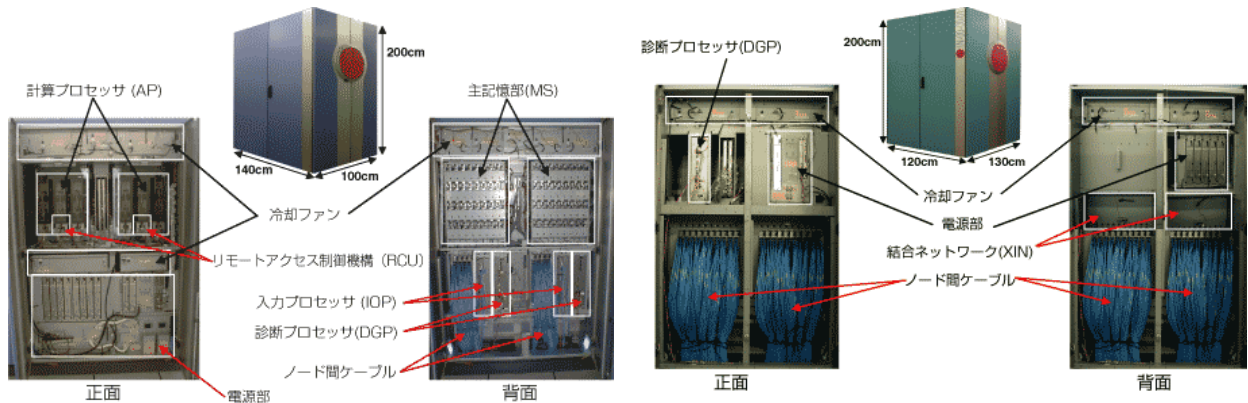 200cm
140cm
100cm
計算プロセッサ (AP)
主記憶部(MS)
冷却ファン
リモートアクセス制御機構（RCU）
入力プロセッサ (IOP)
診断プロセッサ(DGP)
ノード間ケーブル
電源部
正面
背面
診断プロセッサ(DGP)
200cm
120cm
130cm
冷却ファン
電源部
結合ネットワーク(XIN)
ノード間ケーブル
正面
背面